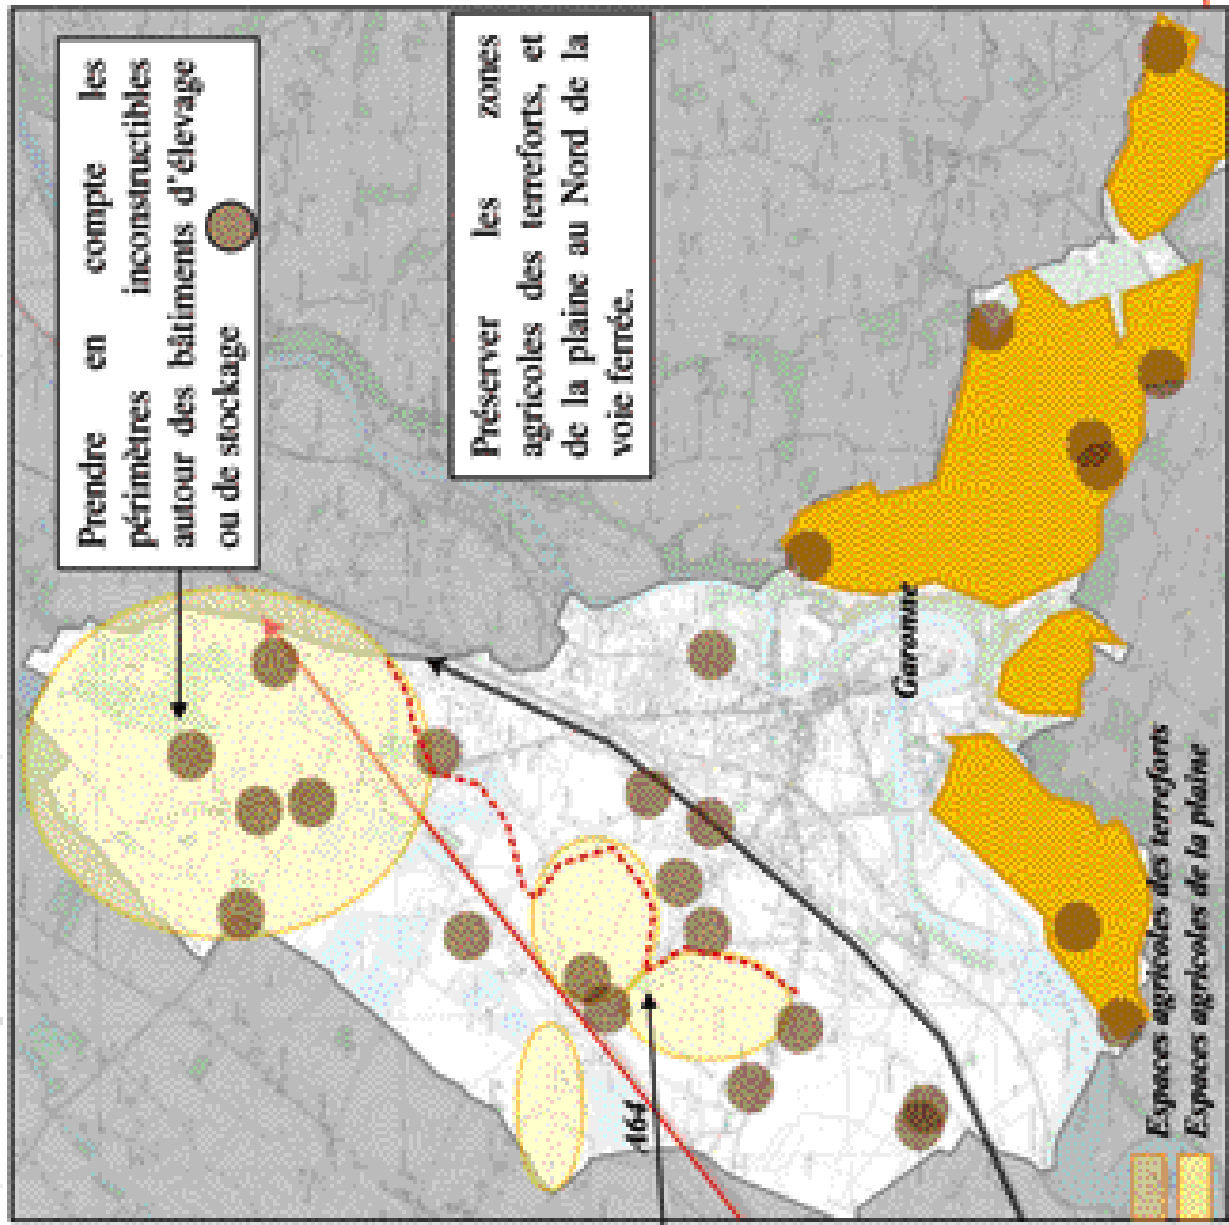 Prendre en compte les
périmètres inconstructibles
autour des bâtiments d'élevage
ou de stockage
Préserver les zones
agricoles des terreforts, et
de la plaine au Nord de la
voie ferrée.
Garonne
A64
Espaces agricoles des terreforts
Espaces agricoles de la plaine